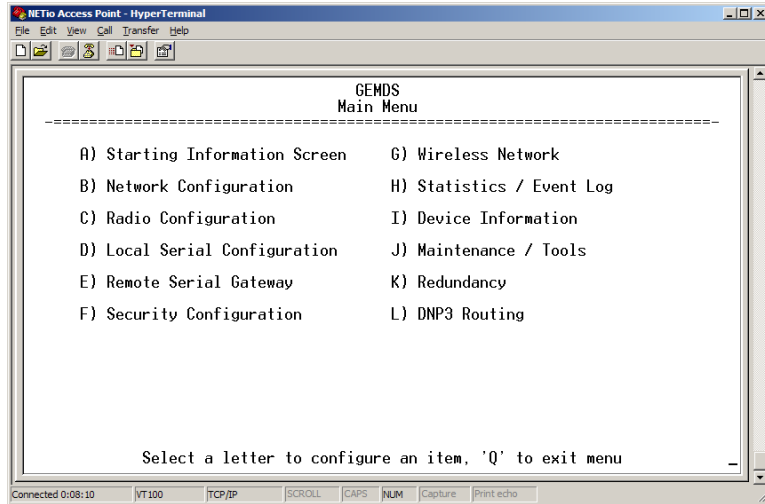 NETio Access Point - HyperTerminal
File Edit View Call Transfer Help
GEMDS
Main Menu
-==========================================================================-
A) Starting Information Screen G) Wireless Network
B) Network Configuration H) Statistics / Event Log
C) Radio Configuration I) Device Information
D) Local Serial Configuration J) Maintenance / Tools
E) Remote Serial Gateway K) Redundancy
F) Security Configuration L) DNP3 Routing
Select a letter to configure an item, 'Q' to exit menu _
Connected 0:08:10 VT100 TCP/IP SCROLL CAPS NUM Capture Print echo